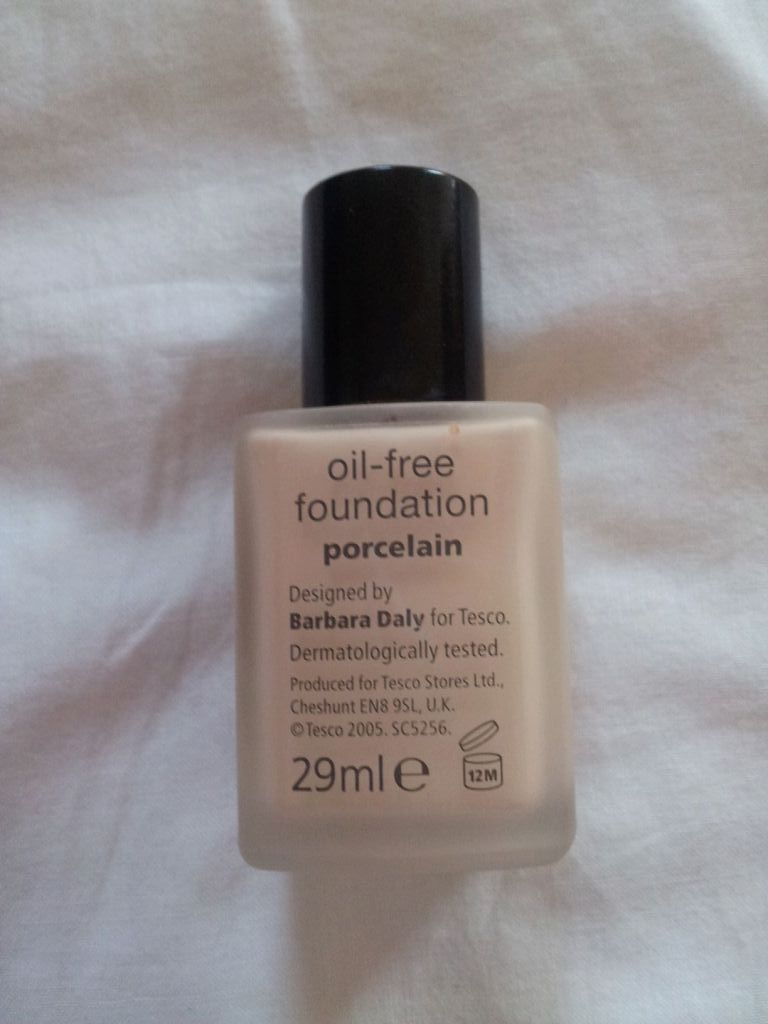 oil-free
foundation
porcelain
Designed by
Barbara Daly for Tesco.
Dermatologically tested.
Produced for Tesco Stores Ltd.,
Cheshunt EN8 9SL, U.K.
©Tesco 2005. SC5256.
29ml e
12M